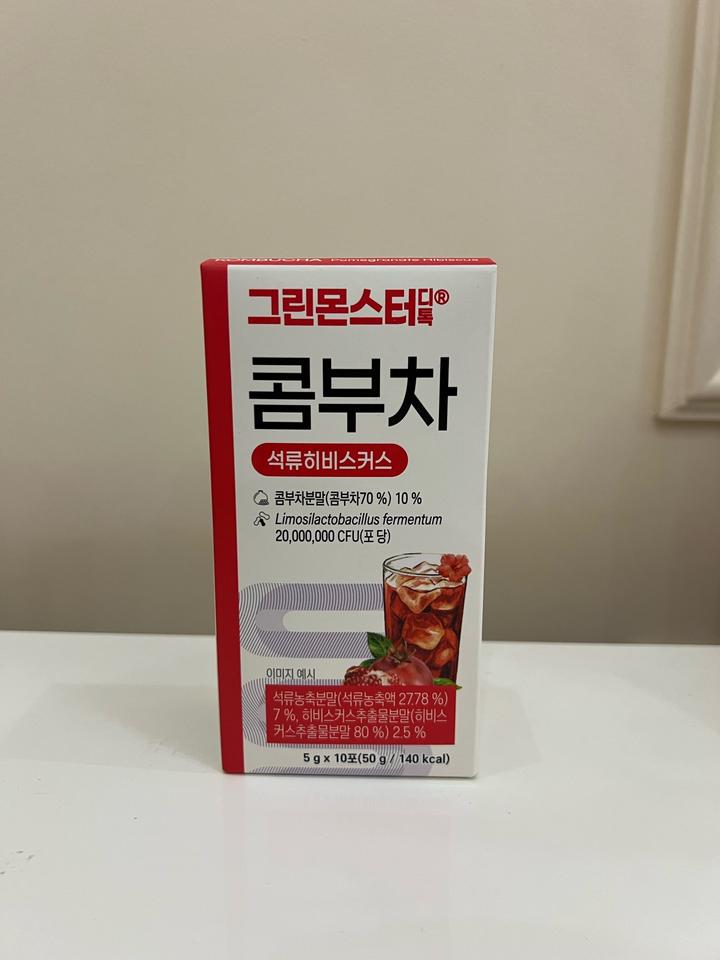 KOMBUCHA Pomegranate Hibiscus
그린몬스터디톡®
콤부차
석류히비스커스
콤부차분말(콤부차70 %) 10 %
Limosilactobacillus fermentum
20,000,000 CFU(포 당)
이미지 예시
석류농축분말(석류농축액 27.78 %)
7 %, 히비스커스추출물분말(히비스
커스추출물분말 80 %) 2.5 %
5 g x 10포(50 g / 140 kcal)